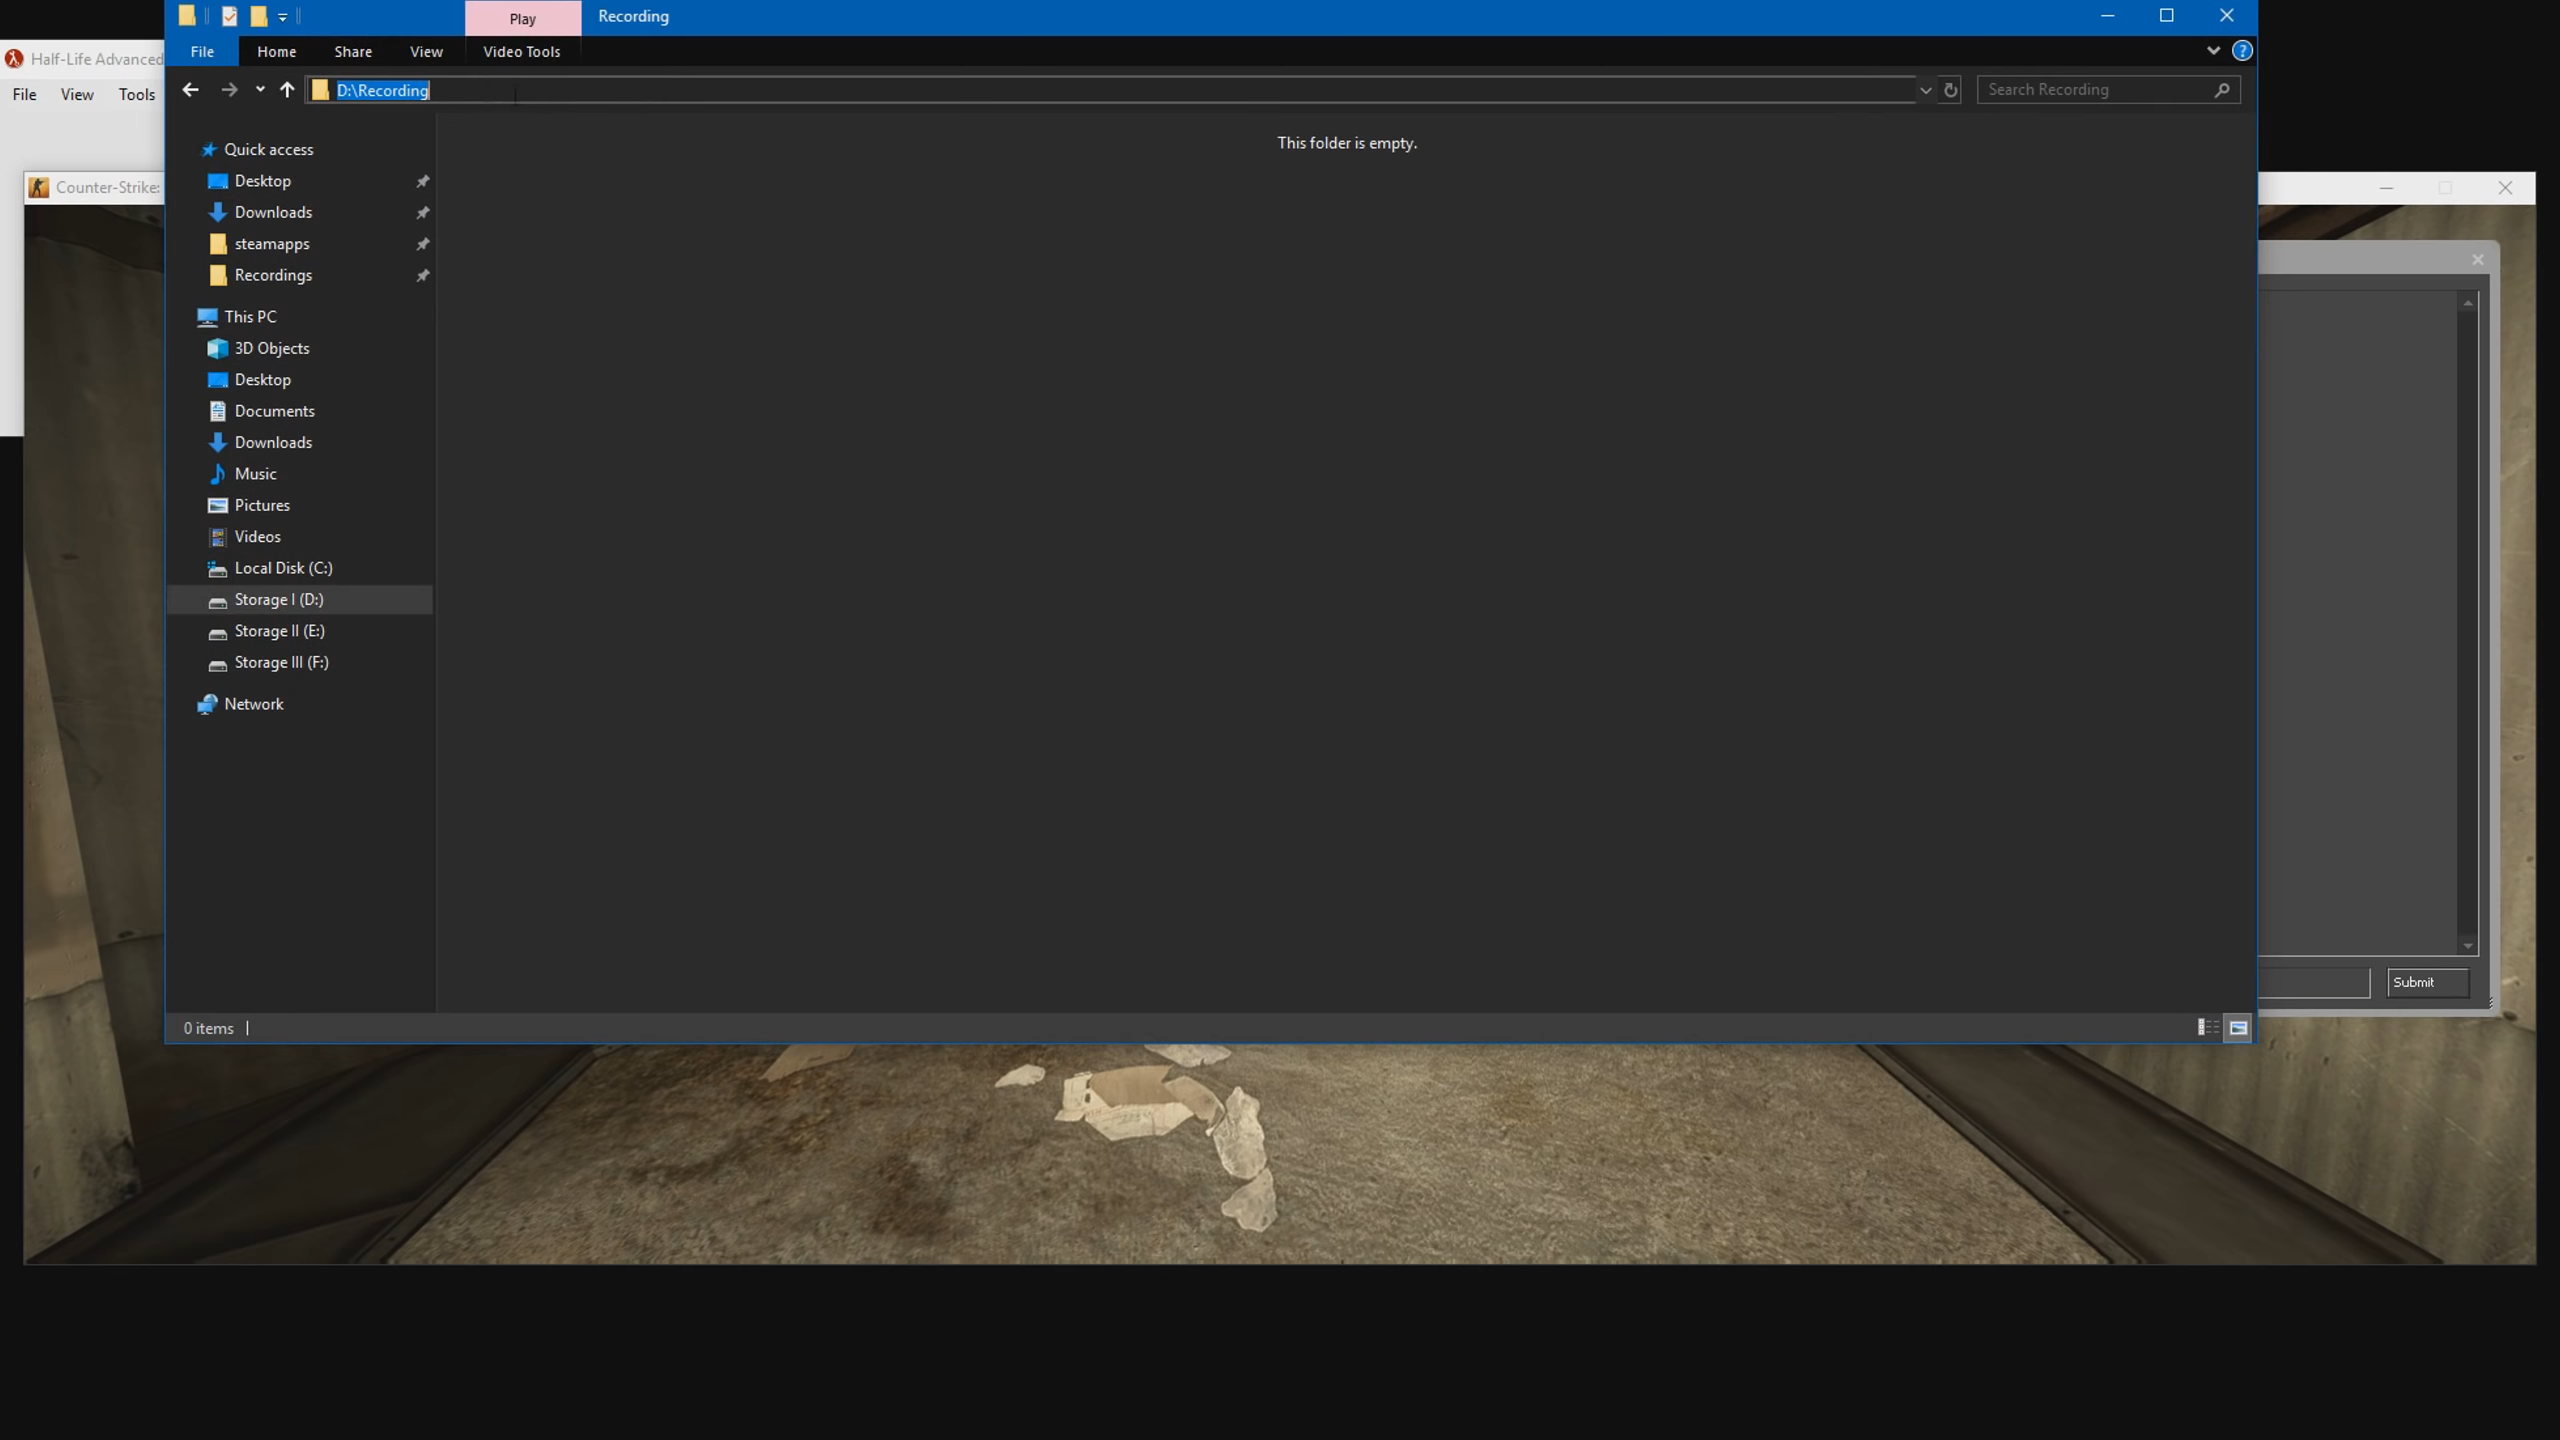 Play
Recording
Half-Life Advanced
File
Home
Share
View
Video Tools
File
View
Tools
D:\Recording
Search Recording
This folder is empty.
Quick access
Desktop
Downloads
steamapps
Recordings
Counter-Strike:
This PC
3D Objects
Desktop
Documents
Downloads
Music
Pictures
Videos
Local Disk (C:)
Storage I (D:)
Storage II (E:)
Storage III (F:)
Network
Submit
0 items